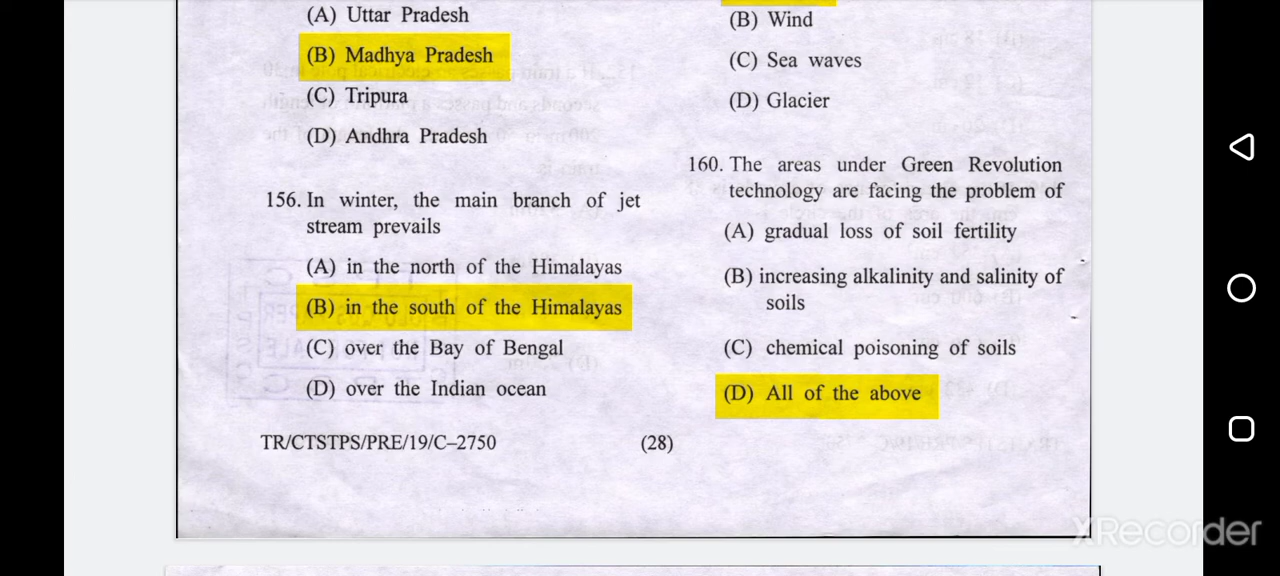 (A) Uttar Pradesh
(B) Madhya Pradesh
(C) Tripura
(D) Andhra Pradesh
156. In winter, the main branch of jet
stream prevails
(A) in the north of the Himalayas
(B) in the south of the Himalayas
(C) over the Bay of Bengal
(D) over the Indian ocean
(B) Wind
(C) Sea waves
(D) Glacier
160. The areas under Green Revolution
technology are facing the problem of
(A) gradual loss of soil fertility
(B) increasing alkalinity and salinity of
soils
(C) chemical poisoning of soils
(D) All of the above
TR/CTSTPS/PRE/19/C–2750
(28)
XRecorder